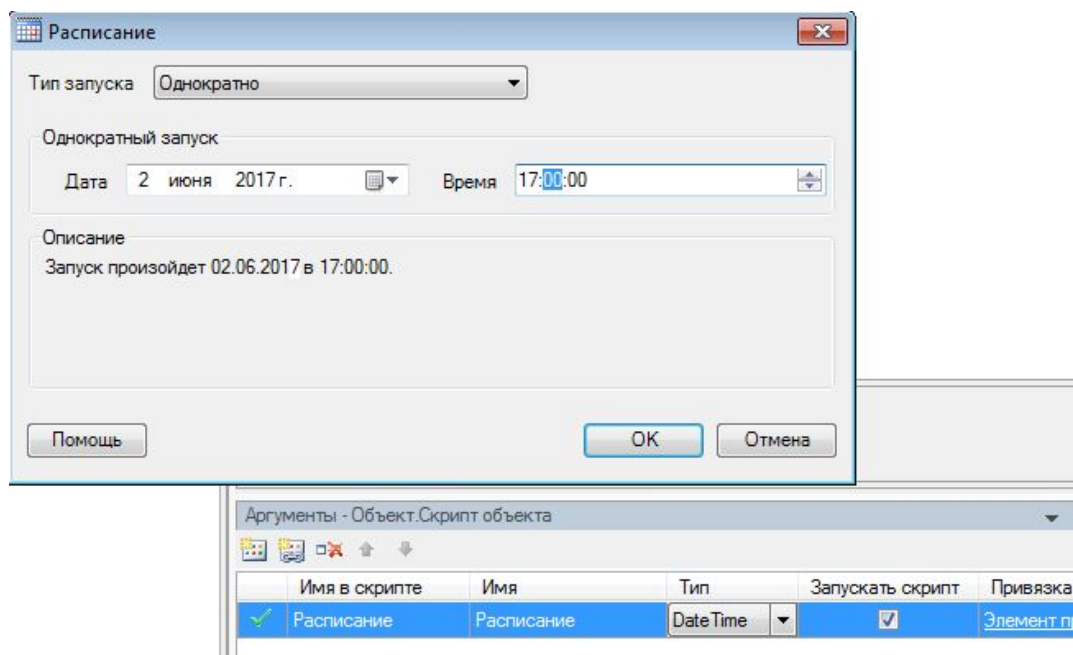 Расписание
Тип запуска Однократно
Однократный запуск
Дата 2 июня 2017 г. Время 17:00:00
Описание
Запуск произойдет 02.06.2017 в 17:00:00.
Помощь OK Отмена
Аргументы - Объект.Скрипт объекта
Имя в скрипте Имя Тип Запускать скрипт Привязка
Расписание Расписание DateTime Элемент